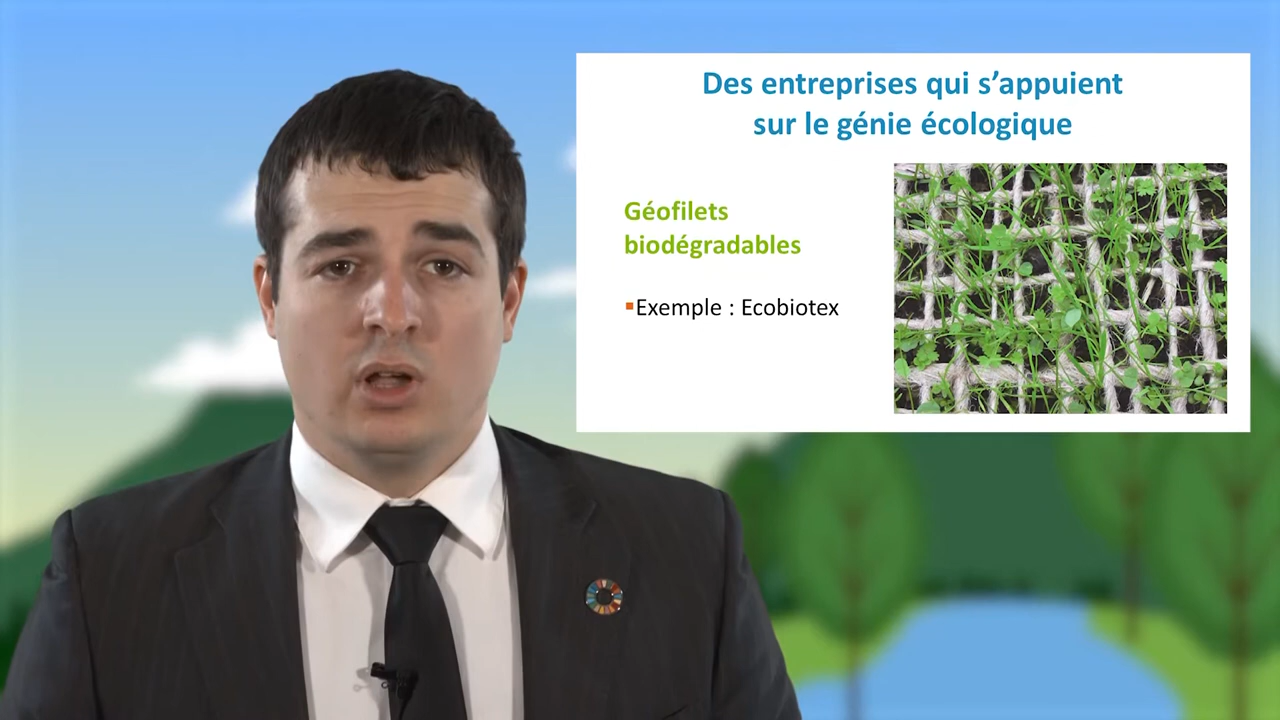 Des entreprises qui s’appuient
sur le génie écologique
Géofilets
biodégradables
Exemple : Ecobiotex